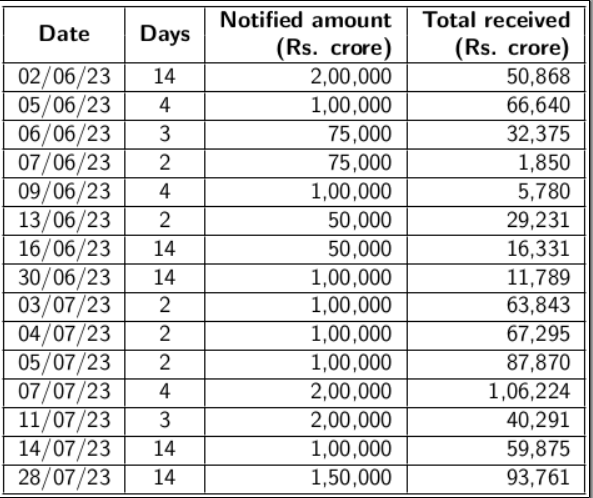 Date Days Notified amount (Rs. crore) Total received (Rs. crore)
02/06/23 14 2,00,000 50,868
05/06/23 4 1,00,000 66,640
06/06/23 3 75,000 32,375
07/06/23 2 75,000 1,850
09/06/23 4 1,00,000 5,780
13/06/23 2 50,000 29,231
16/06/23 14 50,000 16,331
30/06/23 14 1,00,000 11,789
03/07/23 2 1,00,000 63,843
04/07/23 2 1,00,000 67,295
05/07/23 2 1,00,000 87,870
07/07/23 4 2,00,000 1,06,224
11/07/23 3 2,00,000 40,291
14/07/23 14 1,00,000 59,875
28/07/23 14 1,50,000 93,761